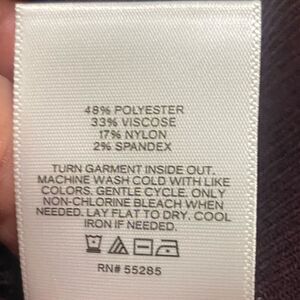 48% POLYESTER
33% VISCOSE
17% NYLON
2% SPANDEX
TURN GARMENT INSIDE OUT.
MACHINE WASH COLD WITH LIKE
COLORS. GENTLE CYCLE. ONLY
NON-CHLORINE BLEACH WHEN
NEEDED. LAY FLAT TO DRY. COOL
IRON IF NEEDED.
RN# 55285